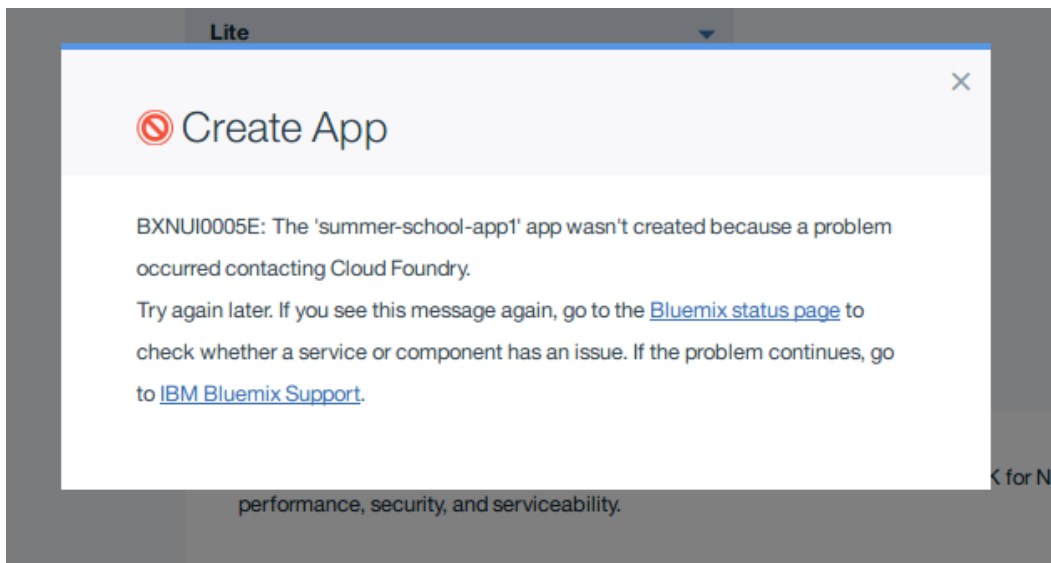 Lite
Create App
BXNUI0005E: The 'summer-school-app1' app wasn't created because a problem
occurred contacting Cloud Foundry.
Try again later. If you see this message again, go to the Bluemix status page to
check whether a service or component has an issue. If the problem continues, go
to IBM Bluemix Support.
K for N
performance, security, and serviceability.